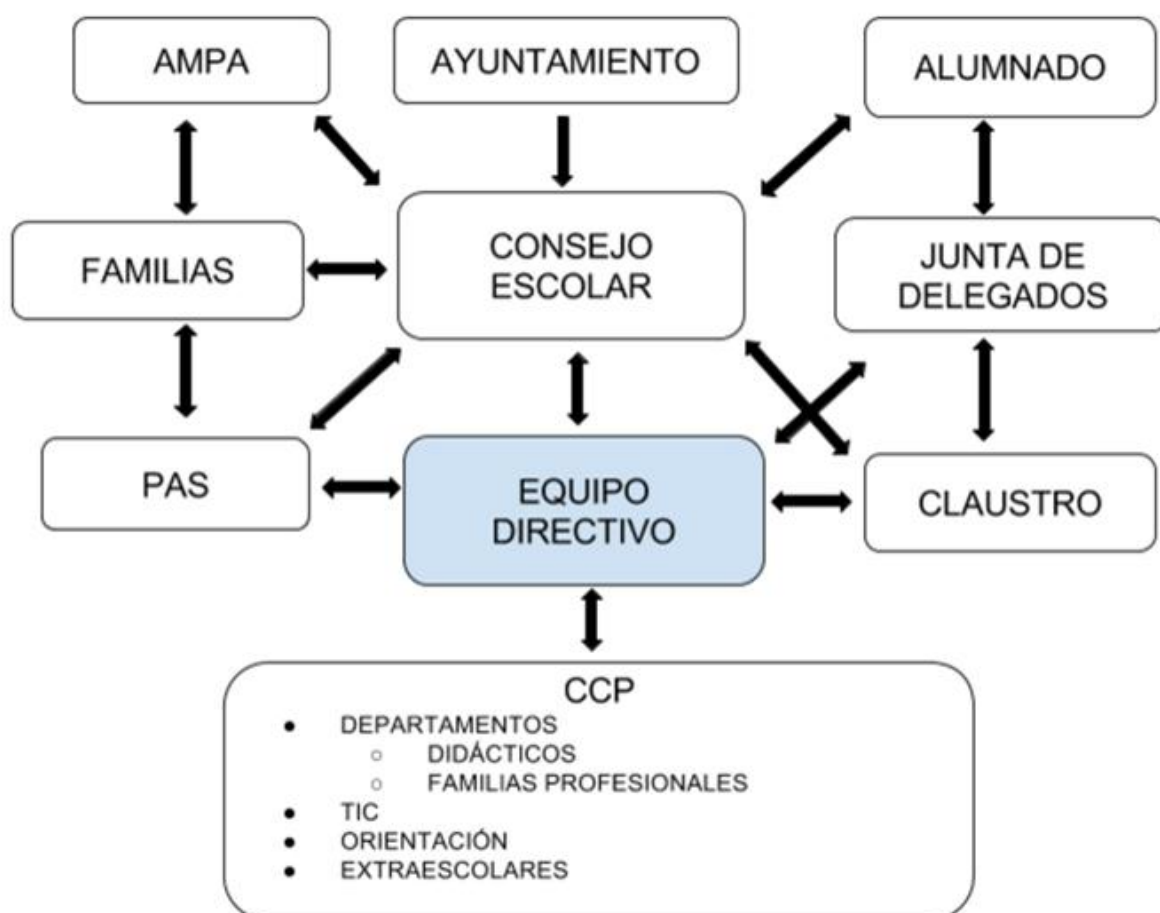 AMPA
AYUNTAMIENTO
ALUMNADO
FAMILIAS
CONSEJO
ESCOLAR
JUNTA DE
DELEGADOS
PAS
EQUIPO
DIRECTIVO
CLAUSTRO
CCP
● DEPARTAMENTOS
○ DIDÁCTICOS
○ FAMILIAS PROFESIONALES
● TIC
● ORIENTACIÓN
● EXTRAESCOLARES